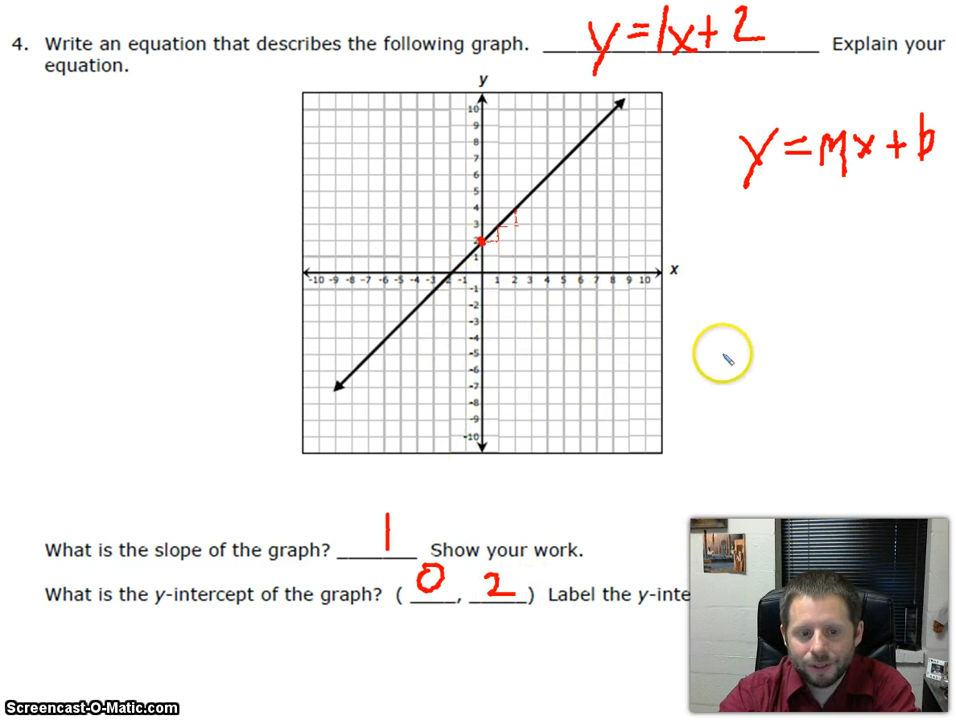 y=1x+2
4. Write an equation that describes the following graph. ____ Explain your
equation.
y
y=mx+b
10
9
8
7
6
5
4
3
2
1
x
-10 -9 -8 -7 -6 -5 -4 -3 -2 -1 1 2 3 4 5 6 7 8 9 10
-1
-2
-3
-4
-5
-6
-7
-8
-9
-10
What is the slope of the graph? 1 Show your work.
What is the y-intercept of the graph? ( 0, 2 ) Label the y-inte
Screencast-O-Matic.com